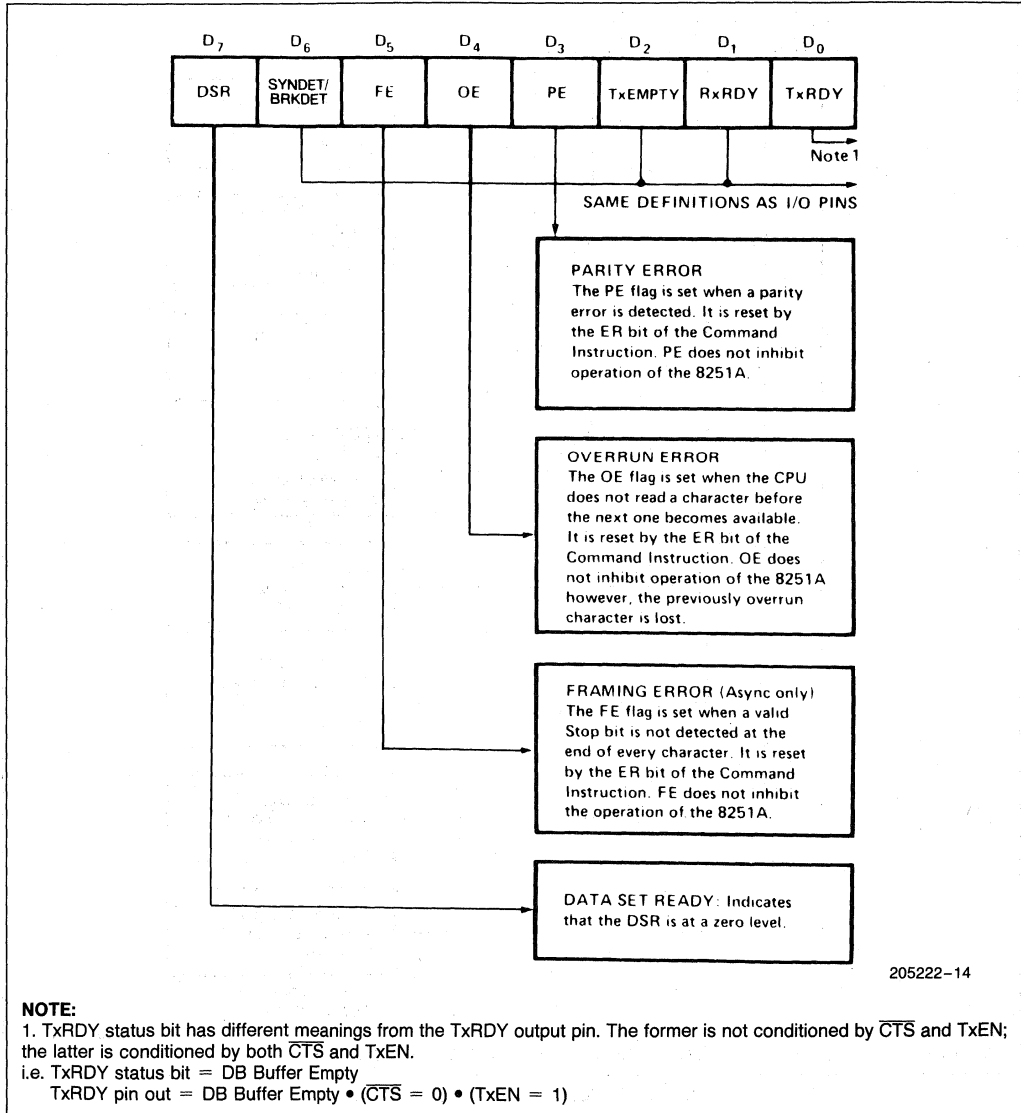 D7 D6 D5 D4 D3 D2 D1 D0
DSR SYNDET/ BRKDET FE OE PE TxEMPTY RxRDY TxRDY
Note 1
SAME DEFINITIONS AS I/O PINS
PARITY ERROR
The PE flag is set when a parity
error is detected. It is reset by
the ER bit of the Command
Instruction. PE does not inhibit
operation of the 8251A.
OVERRUN ERROR
The OE flag is set when the CPU
does not read a character before
the next one becomes available.
It is reset by the ER bit of the
Command Instruction. OE does
not inhibit operation of the 8251A
however, the previously overrun
character is lost.
FRAMING ERROR (Async only)
The FE flag is set when a valid
Stop bit is not detected at the
end of every character. It is reset
by the ER bit of the Command
Instruction. FE does not inhibit
the operation of the 8251A.
DATA SET READY: Indicates
that the DSR is at a zero level.
205222-14
NOTE:
1. TxRDY status bit has different meanings from the TxRDY output pin. The former is not conditioned by C̅T̅S̅ and TxEN;
the latter is conditioned by both C̅T̅S̅ and TxEN.
i.e. TxRDY status bit = DB Buffer Empty
TxRDY pin out = DB Buffer Empty • (C̅T̅S̅ = 0) • (TxEN = 1)